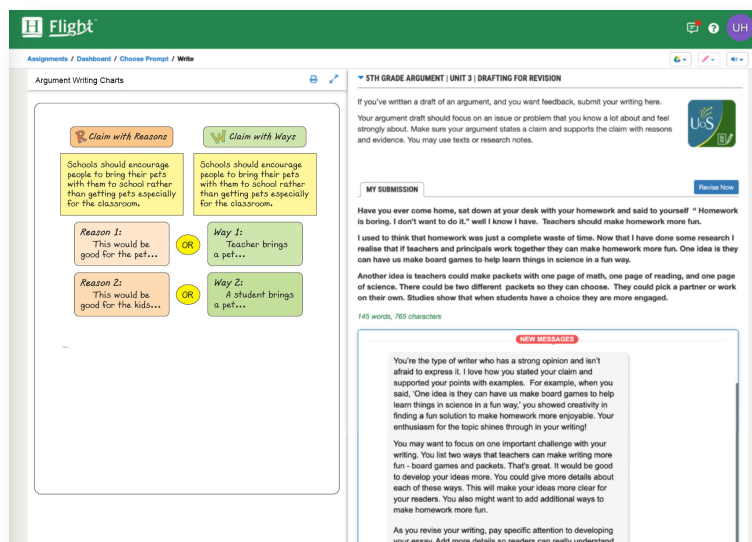 H Flight
UH
Assignments / Dashboard / Choose Prompt / Write
Argument Writing Charts
R Claim with Reasons
W Claim with Ways
Schools should encourage
people to bring their pets
with them to school rather
than getting pets especially
for the classroom.
Schools should encourage
people to bring their pets
with them to school rather
than getting pets especially
for the classroom.
Reason 1:
This would be
good for the pet...
OR
Way 1:
Teacher brings
a pet...
Reason 2:
This would be
good for the kids...
OR
Way 2:
A student brings
a pet...
5TH GRADE ARGUMENT | UNIT 3 | DRAFTING FOR REVISION
If you've written a draft of an argument, and you want feedback, submit your writing here.
Your argument draft should focus on an issue or problem that you know a lot about and feel
strongly about. Make sure your argument states a claim and supports the claim with reasons
and evidence. You may use texts or research notes.
UoS
MY SUBMISSION
Revise Now
Have you ever come home, sat down at your desk with your homework and said to yourself “ Homework
is boring. I don't want to do it.” well I know I have. Teachers should make homework more fun.
I used to think that homework was just a complete waste of time. Now that I have done some research I
realise that if teachers and principals work together they can make homework more fun. One idea is they
can have us make board games to help learn things in science in a fun way.
Another idea is teachers could make packets with one page of math, one page of reading, and one page
of science. There could be two different packets so they can choose. They could pick a partner or work
on their own. Studies show that when students have a choice they are more engaged.
145 words, 765 characters
NEW MESSAGES
You're the type of writer who has a strong opinion and isn't
afraid to express it. I love how you stated your claim and
supported your points with examples. For example, when you
said, 'One idea is they can have us make board games to help
learn things in science in a fun way,' you showed creativity in
finding a fun solution to make homework more enjoyable. Your
enthusiasm for the topic shines through in your writing!
You may want to focus on one important challenge with your
writing. You list two ways that teachers can make writing more
fun - board games and packets. That's great. It would be good
to develop your ideas more. You could give more details about
each of these ways. This will make your ideas more clear for
your readers. You also might want to add additional ways to
make homework more fun.
As you revise your writing, pay specific attention to developing
your essay. Add more details so readers can really understand